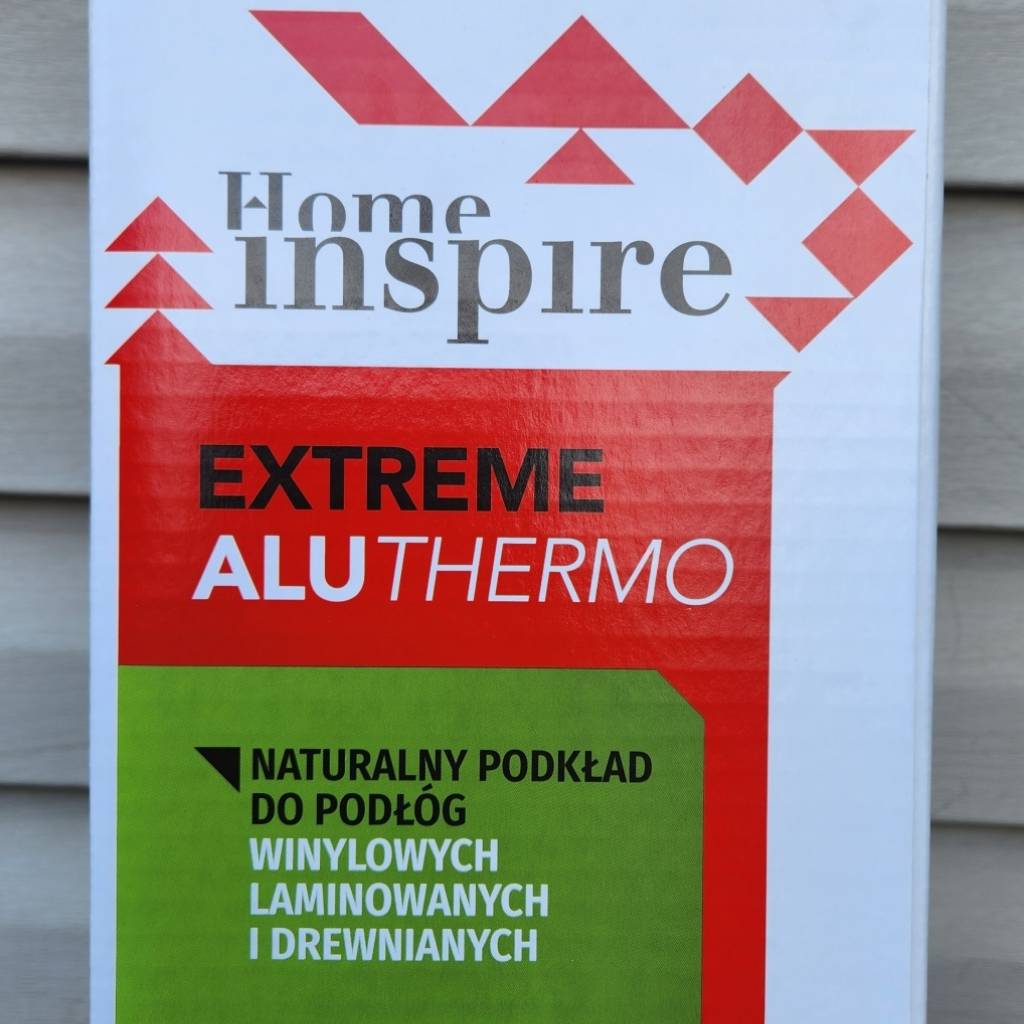 Home
inspire
EXTREME
ALUTHERMO
NATURALNY PODKŁAD
DO PODŁÓG
WINYLOWYCH
LAMINOWANYCH
I DREWNIANYCH